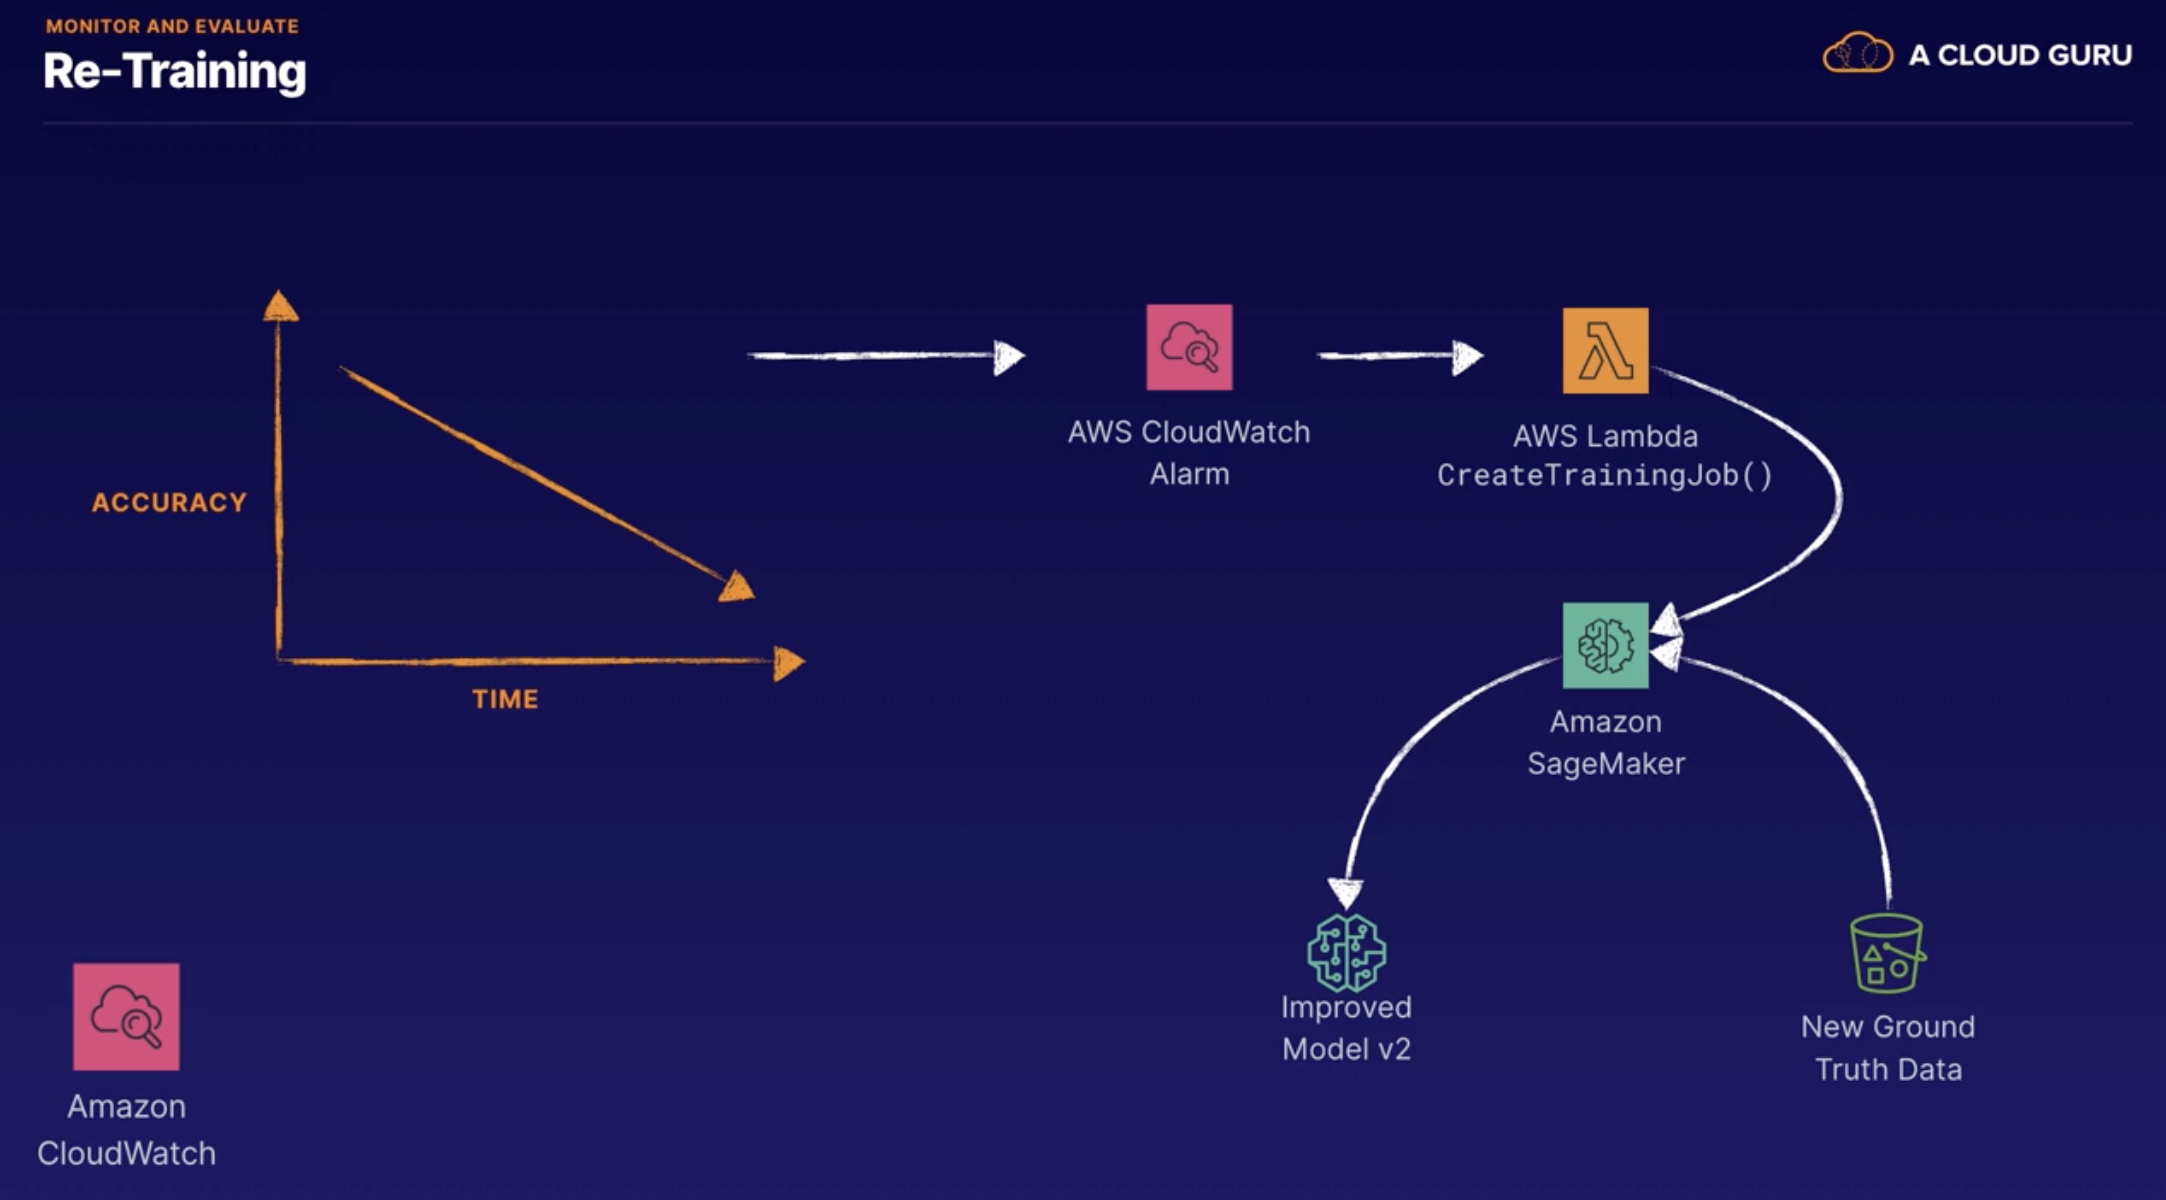 MONITOR AND EVALUATE
Re-Training
A CLOUD GURU
ACCURACY
TIME
AWS CloudWatch
Alarm
AWS Lambda
CreateTrainingJob()
Amazon
SageMaker
Improved
Model v2
New Ground
Truth Data
Amazon
CloudWatch